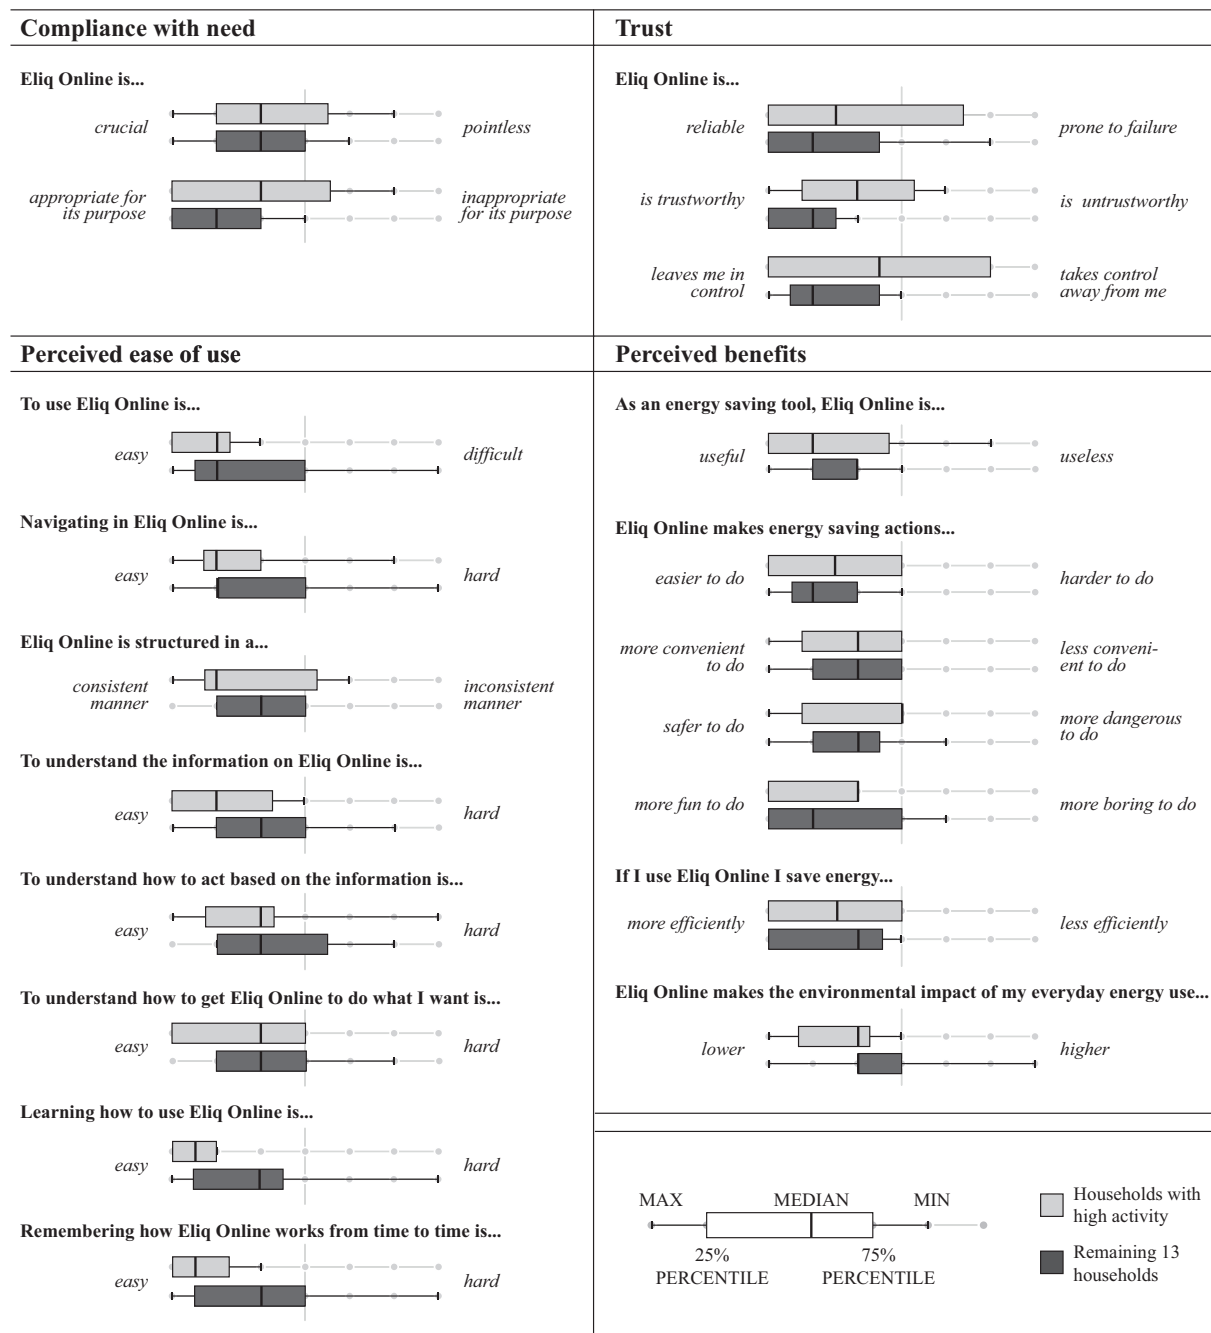 Compliance with need
Eliq Online is...
crucial
pointless
appropriate for
its purpose
inappropriate
for its purpose
Trust
Eliq Online is...
reliable
prone to failure
is trustworthy
is untrustworthy
leaves me in
control
takes control
away from me
Perceived ease of use
To use Eliq Online is...
easy
difficult
Navigating in Eliq Online is...
easy
hard
Eliq Online is structured in a...
consistent
manner
inconsistent
manner
To understand the information on Eliq Online is...
easy
hard
To understand how to act based on the information is...
easy
hard
To understand how to get Eliq Online to do what I want is...
easy
hard
Learning how to use Eliq Online is...
easy
hard
Remembering how Eliq Online works from time to time is...
easy
hard
Perceived benefits
As an energy saving tool, Eliq Online is...
useful
useless
Eliq Online makes energy saving actions...
easier to do
harder to do
more convenient
to do
less conveni-
ent to do
safer to do
more dangerous
to do
more fun to do
more boring to do
If I use Eliq Online I save energy...
more efficiently
less efficiently
Eliq Online makes the environmental impact of my everyday energy use...
lower
higher
MAX
MEDIAN
MIN
25%
PERCENTILE
75%
PERCENTILE
Households with
high activity
Remaining 13
households